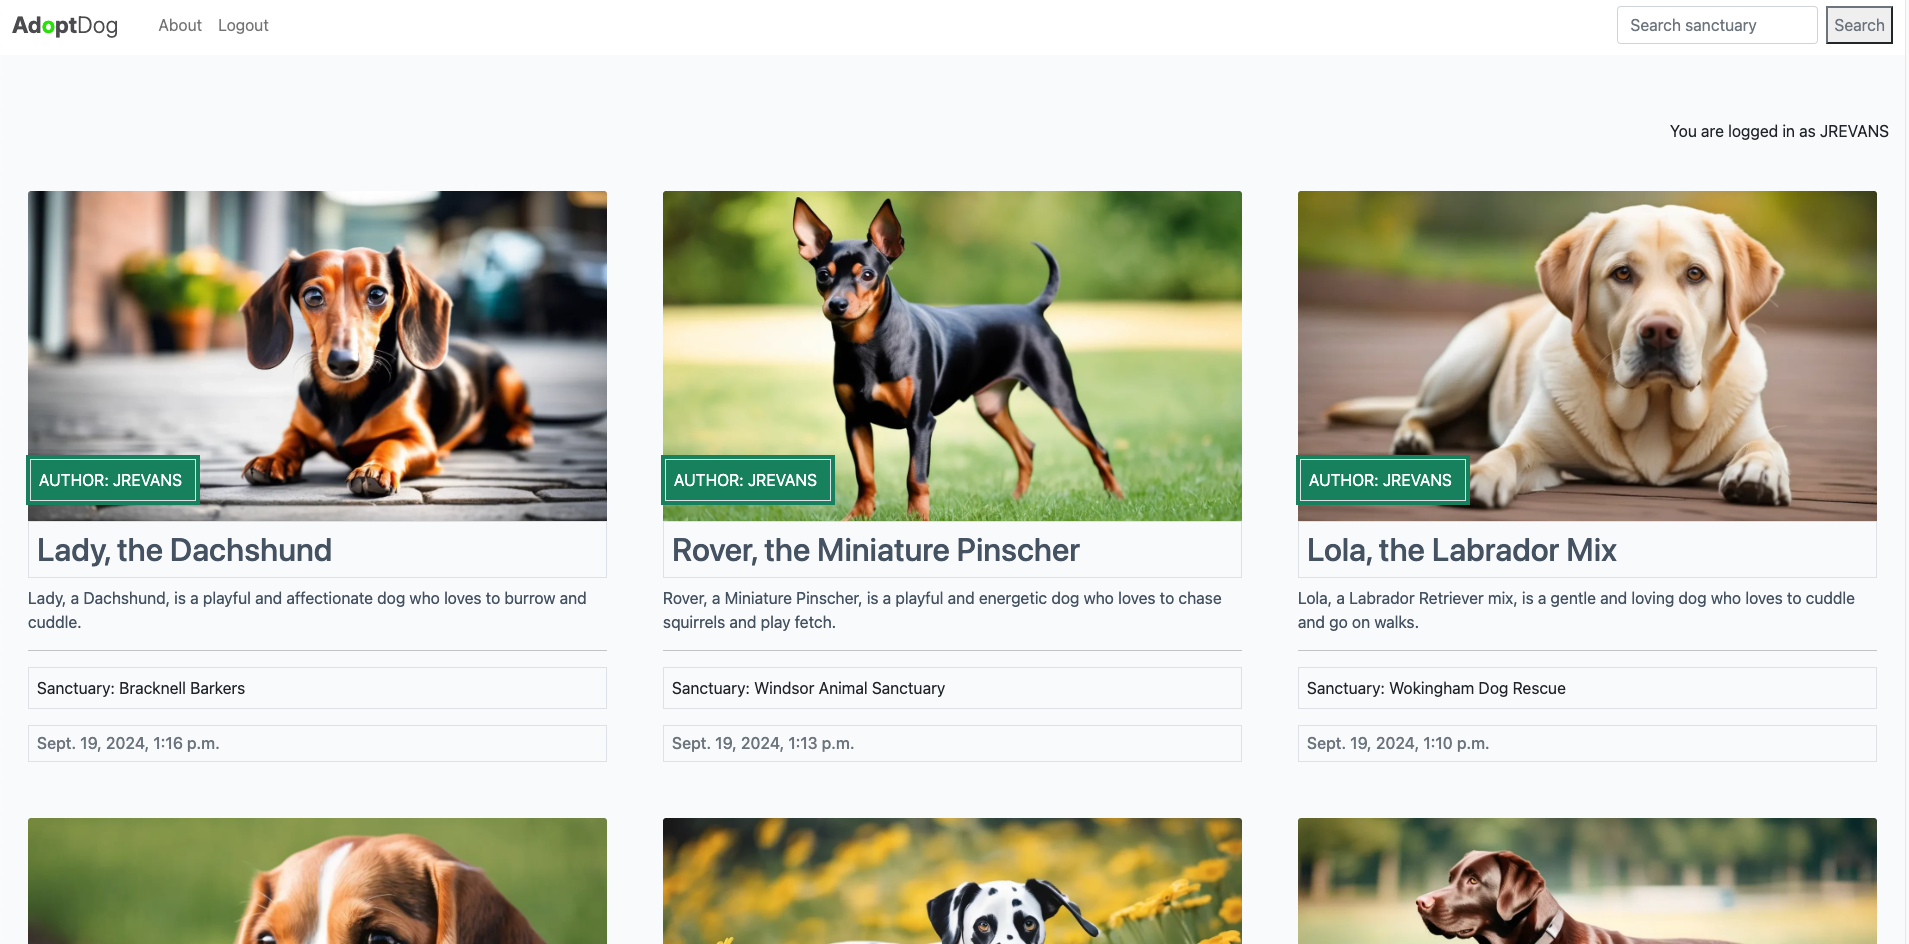 AdoptDog About Logout Search sanctuary Search
You are logged in as JREVANS
AUTHOR: JREVANS
Lady, the Dachshund
Lady, a Dachshund, is a playful and affectionate dog who loves to burrow and
cuddle.
Sanctuary: Bracknell Barkers
Sept. 19, 2024, 1:16 p.m.
AUTHOR: JREVANS
Rover, the Miniature Pinscher
Rover, a Miniature Pinscher, is a playful and energetic dog who loves to chase
squirrels and play fetch.
Sanctuary: Windsor Animal Sanctuary
Sept. 19, 2024, 1:13 p.m.
AUTHOR: JREVANS
Lola, the Labrador Mix
Lola, a Labrador Retriever mix, is a gentle and loving dog who loves to cuddle
and go on walks.
Sanctuary: Wokingham Dog Rescue
Sept. 19, 2024, 1:10 p.m.